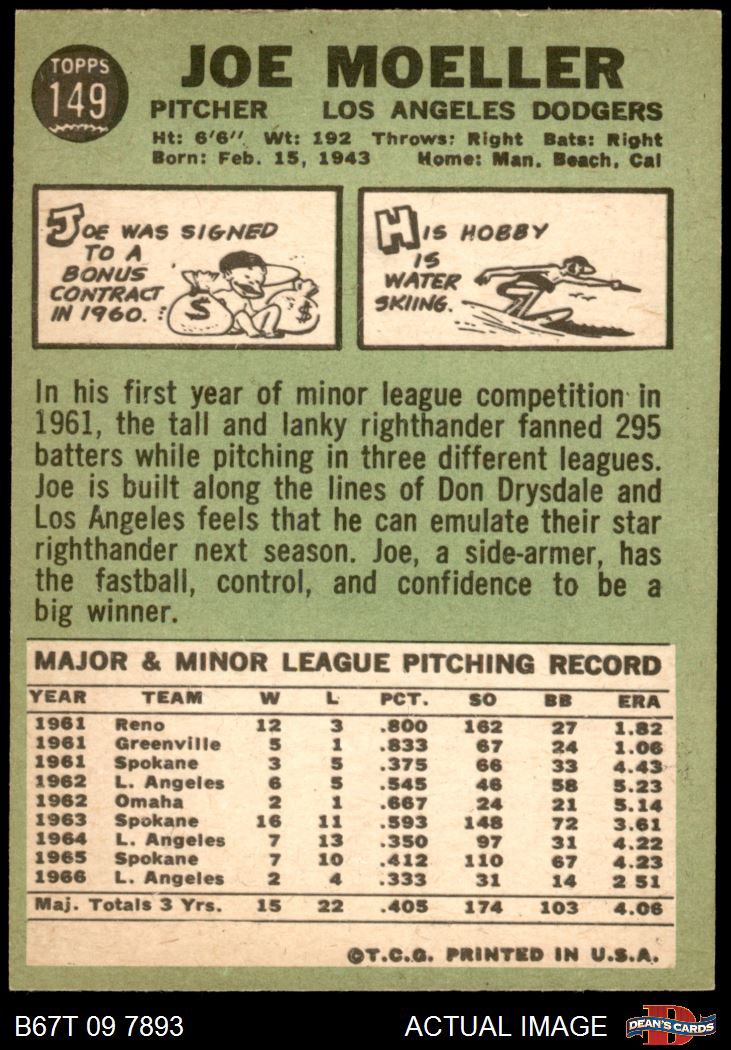 TOPPS
149
JOE MOELLER
PITCHER LOS ANGELES DODGERS
Ht: 6'6" Wt: 192 Throws: Right Bats: Right
Born: Feb. 15, 1943 Home: Man. Beach, Cal
JOE WAS SIGNED
TO A
BONUS
CONTRACT
IN 1960.
$
$
HIS HOBBY
IS
WATER
SKIING.
In his first year of minor league competition in
1961, the tall and lanky righthander fanned 295
batters while pitching in three different leagues.
Joe is built along the lines of Don Drysdale and
Los Angeles feels that he can emulate their star
righthander next season. Joe, a side-armer, has
the fastball, control, and confidence to be a
big winner.
MAJOR & MINOR LEAGUE PITCHING RECORD
YEAR TEAM W L PCT. SO BB ERA
1961 Reno 12 3 .800 162 27 1.82
1961 Greenville 5 1 .833 67 24 1.06
1961 Spokane 3 5 .375 66 33 4.43
1962 L. Angeles 6 5 .545 46 58 5.23
1962 Omaha 2 1 .667 24 21 5.14
1963 Spokane 16 11 .593 148 72 3.61
1964 L. Angeles 7 13 .350 97 31 4.22
1965 Spokane 7 10 .412 110 67 4.23
1966 L. Angeles 2 4 .333 31 14 2 51
Maj. Totals 3 Yrs. 15 22 .405 174 103 4.06
©T.C.G. PRINTED IN U.S.A.
B67T 09 7893 ACTUAL IMAGE D DEAN'S CARDS